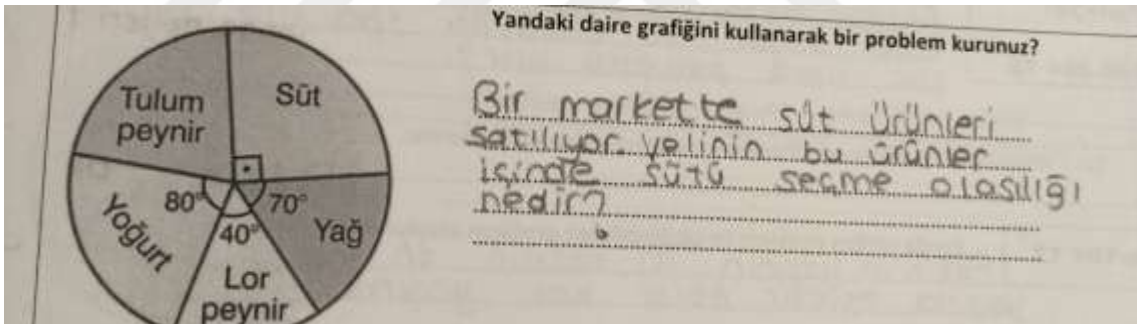 Yandaki daire grafiğini kullanarak bir problem kurunuz?
Tulum
peynir
Süt
80°
70°
40°
Yoğurt
Yağ
Lor
peynir
Bir markette süt ürünleri
satılıyor. velinin bu ürünler
içinde sütü seçme olasılığı
nedir?